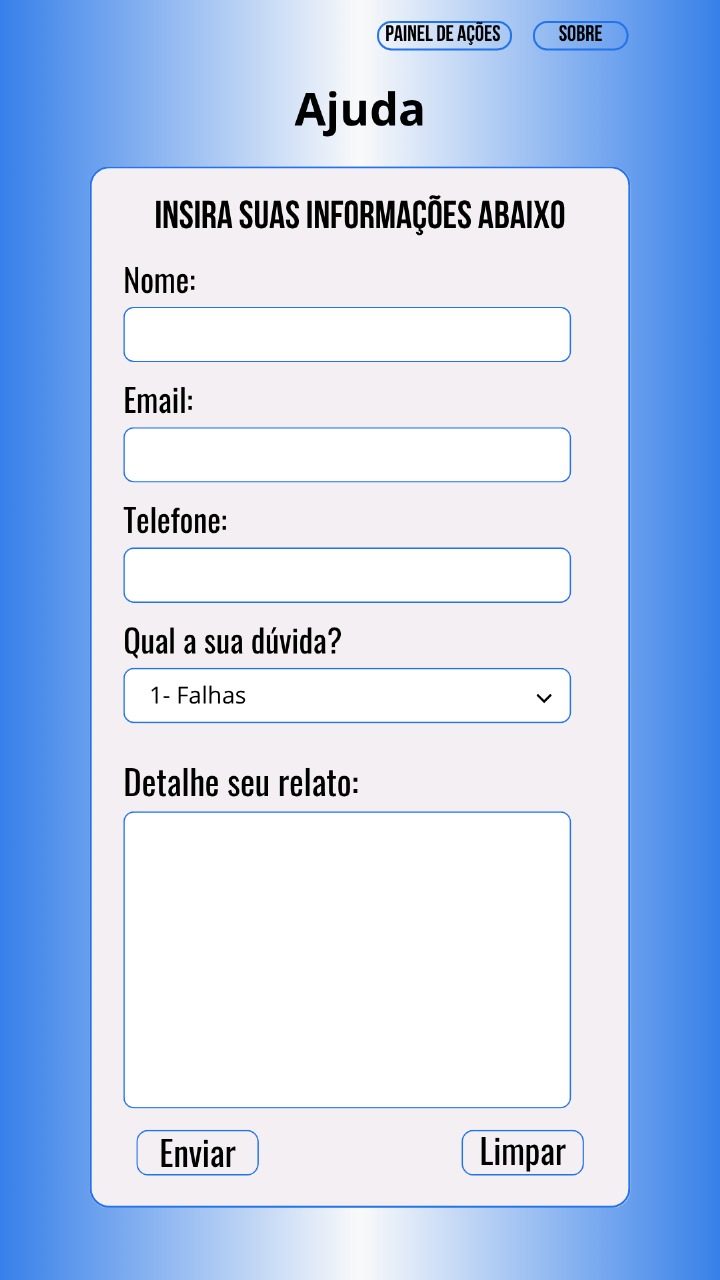 PAINEL DE AÇÕES SOBRE
Ajuda
INSIRA SUAS INFORMAÇÕES ABAIXO
Nome:
Email:
Telefone:
Qual a sua dúvida?
1- Falhas
Detalhe seu relato:
Enviar Limpar